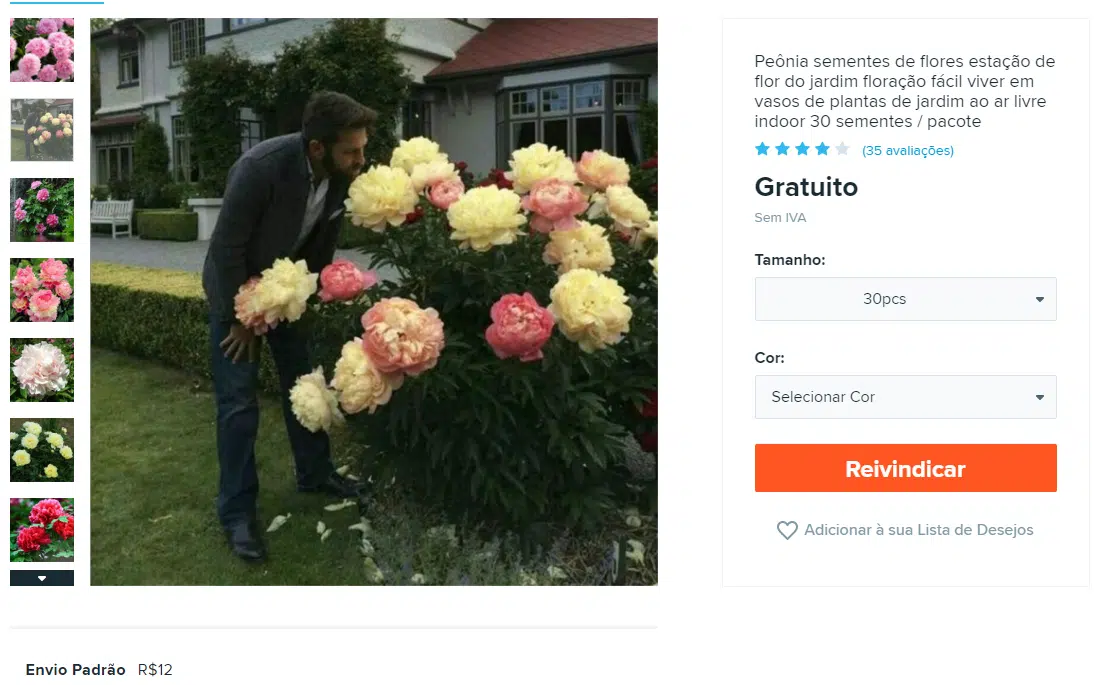 Peônia sementes de flores estação de
flor do jardim floração fácil viver em
vasos de plantas de jardim ao ar livre
indoor 30 sementes / pacote
(35 avaliações)
Gratuito
Sem IVA
Tamanho:
30pcs
Cor:
Selecionar Cor
Reivindicar
Adicionar à sua Lista de Desejos
Envio Padrão R$12